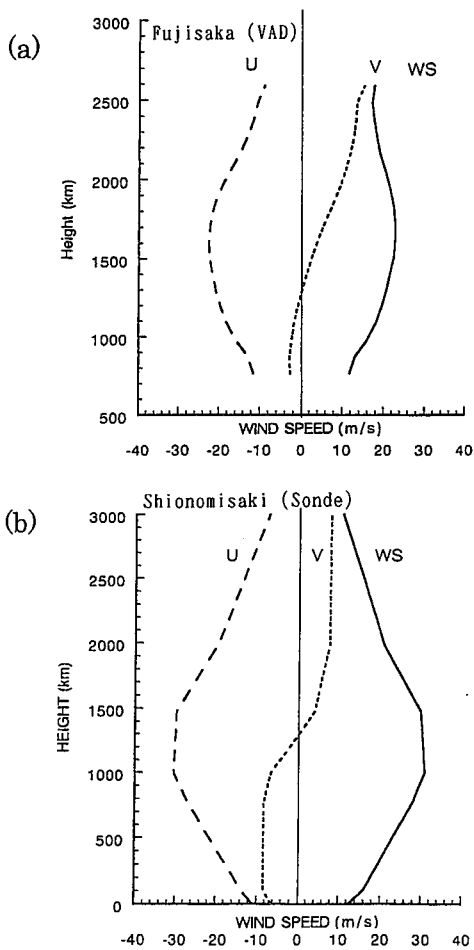 (a)
Fujisaka (VAD)
U V WS
Height (km)
2500
2000
1500
1000
500
WIND SPEED (m/s)
-40 -30 -20 -10 0 10 20 30 40
(b)
Shionomisaki (Sonde)
U V WS
HEIGHT (km)
3000
2500
2000
1500
1000
500
0
WIND SPEED (m/s)
-40 -30 -20 -10 0 10 20 30 40